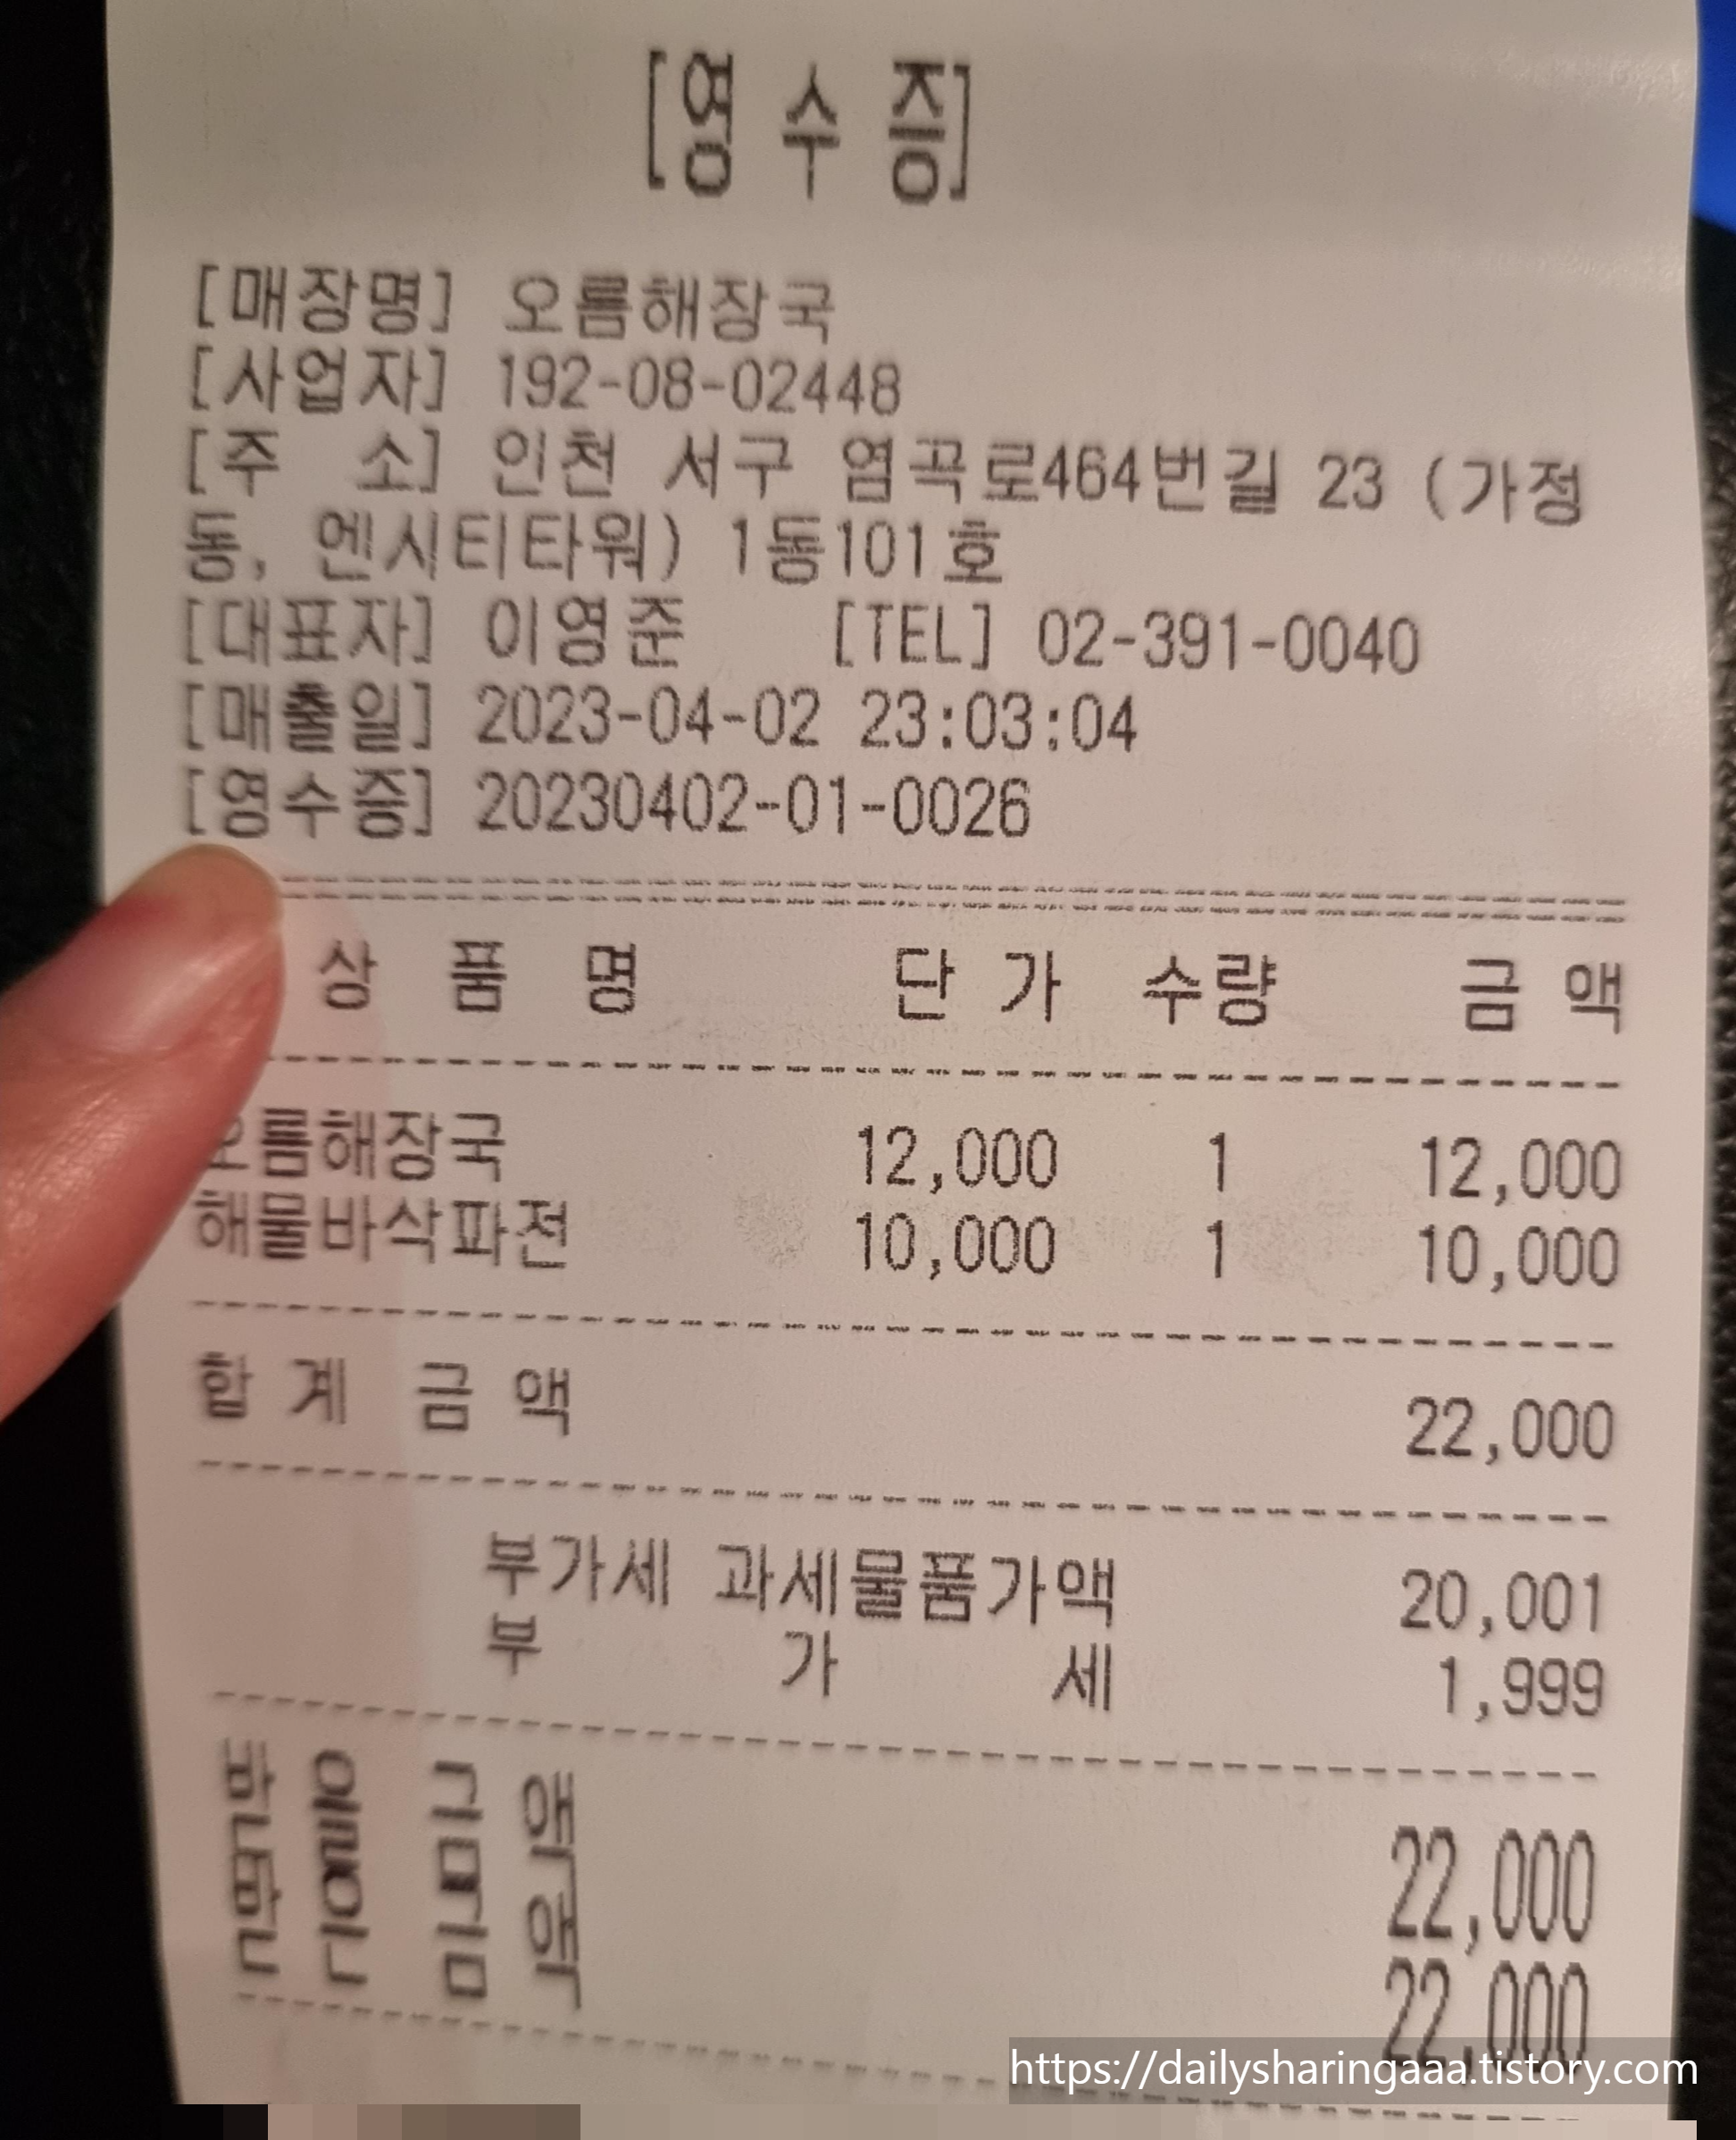 [영 수 증]
[매장명] 오름해장국
[사업자] 192-08-02448
[주 소] 인천 서구 염곡로464번길 23 (가정
동, 엔시티타워) 1동101호
[대표자] 이영준 [TEL] 02-391-0040
[매출일] 2023-04-02 23:03:04
[영수증] 20230402-01-0026
상 품 명 단 가 수량 금 액
오름해장국 12,000 1 12,000
해물바삭파전 10,000 1 10,000
합 계 금 액 22,000
부가세 과세물품가액 20,001
부 가 세 1,999
받 을 금 액 22,000
받 은 금 액 22,000
https://dailysharingaaa.tistory.com